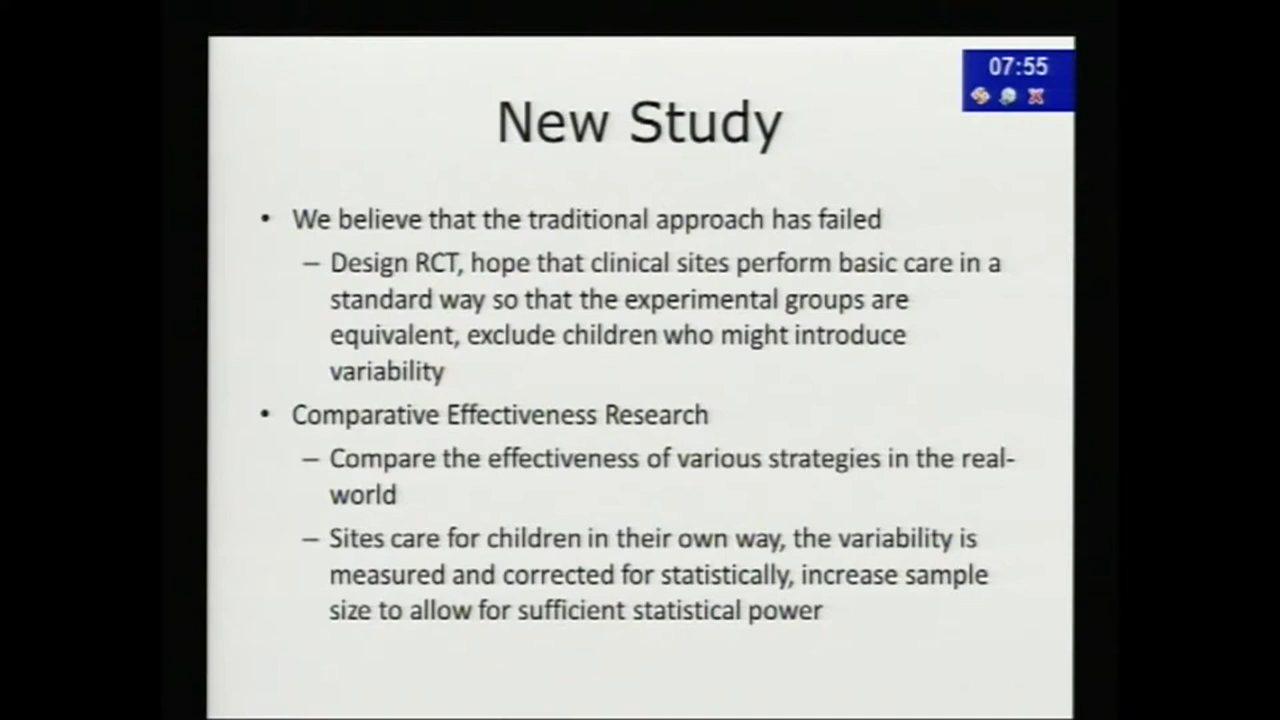 07:55
New Study
• We believe that the traditional approach has failed
– Design RCT, hope that clinical sites perform basic care in a
standard way so that the experimental groups are
equivalent, exclude children who might introduce
variability
• Comparative Effectiveness Research
– Compare the effectiveness of various strategies in the real-
world
– Sites care for children in their own way, the variability is
measured and corrected for statistically, increase sample
size to allow for sufficient statistical power